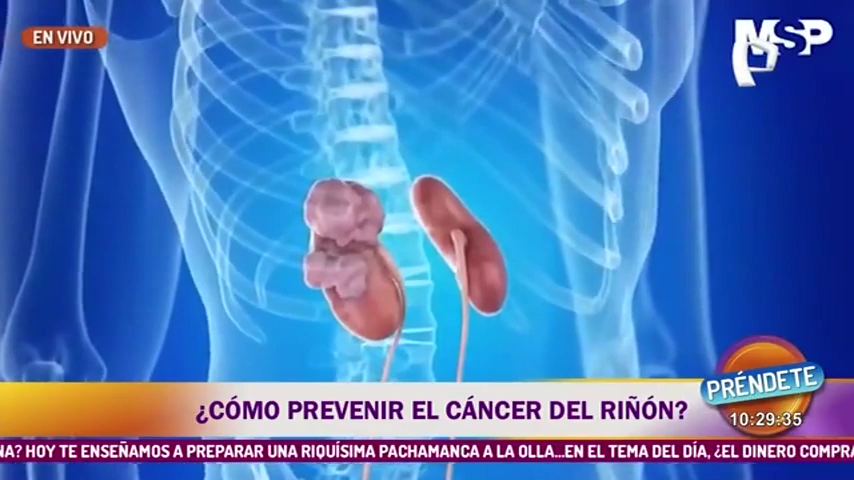 EN VIVO
MSP
¿CÓMO PREVENIR EL CÁNCER DEL RIÑÓN?
PRÉNDETE
10:29:35
NA? HOY TE ENSEÑAMOS A PREPARAR UNA RIQUÍSIMA PACHAMANCA A LA OLLA...EN EL TEMA DEL DÍA, ¿EL DINERO COMPRA